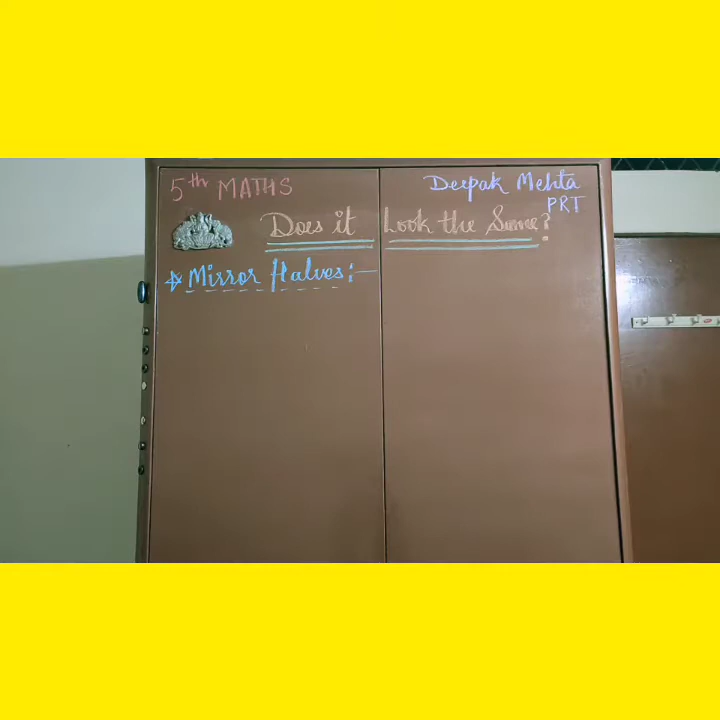 5th MATHS
Deepak Mehta
PRT
Does it Look the Same?
Mirror Halves:-